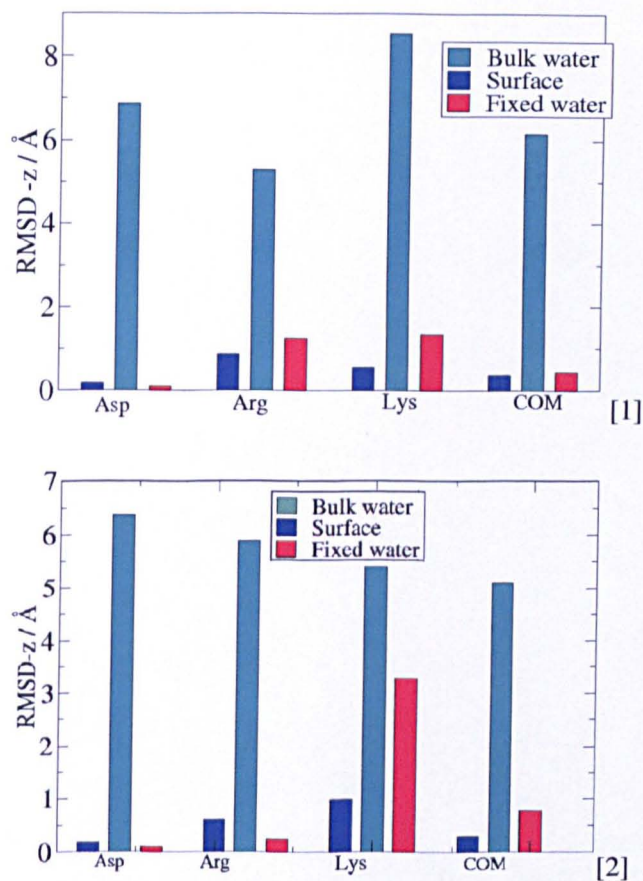 8
6
4
2
0
RMSD -z / Å
Bulk water
Surface
Fixed water
Asp Arg Lys COM
[1]
7
6
5
4
3
2
1
0
RMSD-z / Å
Bulk water
Surface
Fixed water
Asp Arg Lys COM
[2]